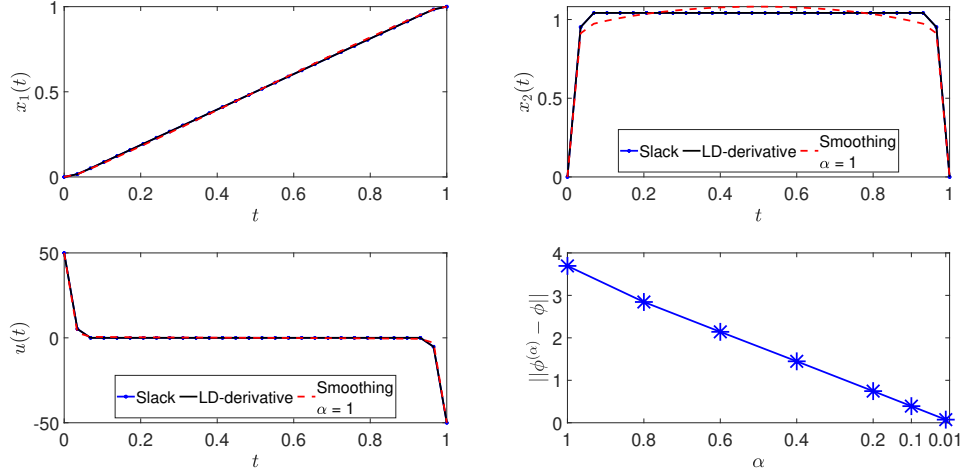 1
0.5
0
x₁(t)
0 0.2 0.4 0.6 0.8 1
t
1
0.5
0
x₂(t)
Slack LD-derivative Smoothing
α = 1
0 0.2 0.4 0.6 0.8 1
t
50
0
-50
u(t)
Slack LD-derivative Smoothing
α = 1
0 0.2 0.4 0.6 0.8 1
t
4
3
2
1
0
||ϕ⁽ᵅ⁾ − ϕ||
1 0.8 0.6 0.4 0.2 0.1 0.01
α